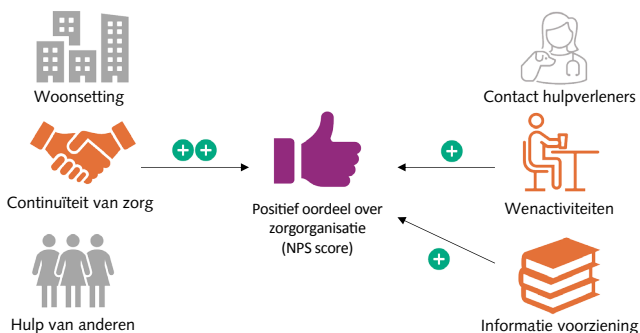 Woonsetting
Contact hulpverleners
Continuïteit van zorg
Positief oordeel over
zorgorganisatie
(NPS score)
Wenactiviteiten
Hulp van anderen
Informatie voorziening